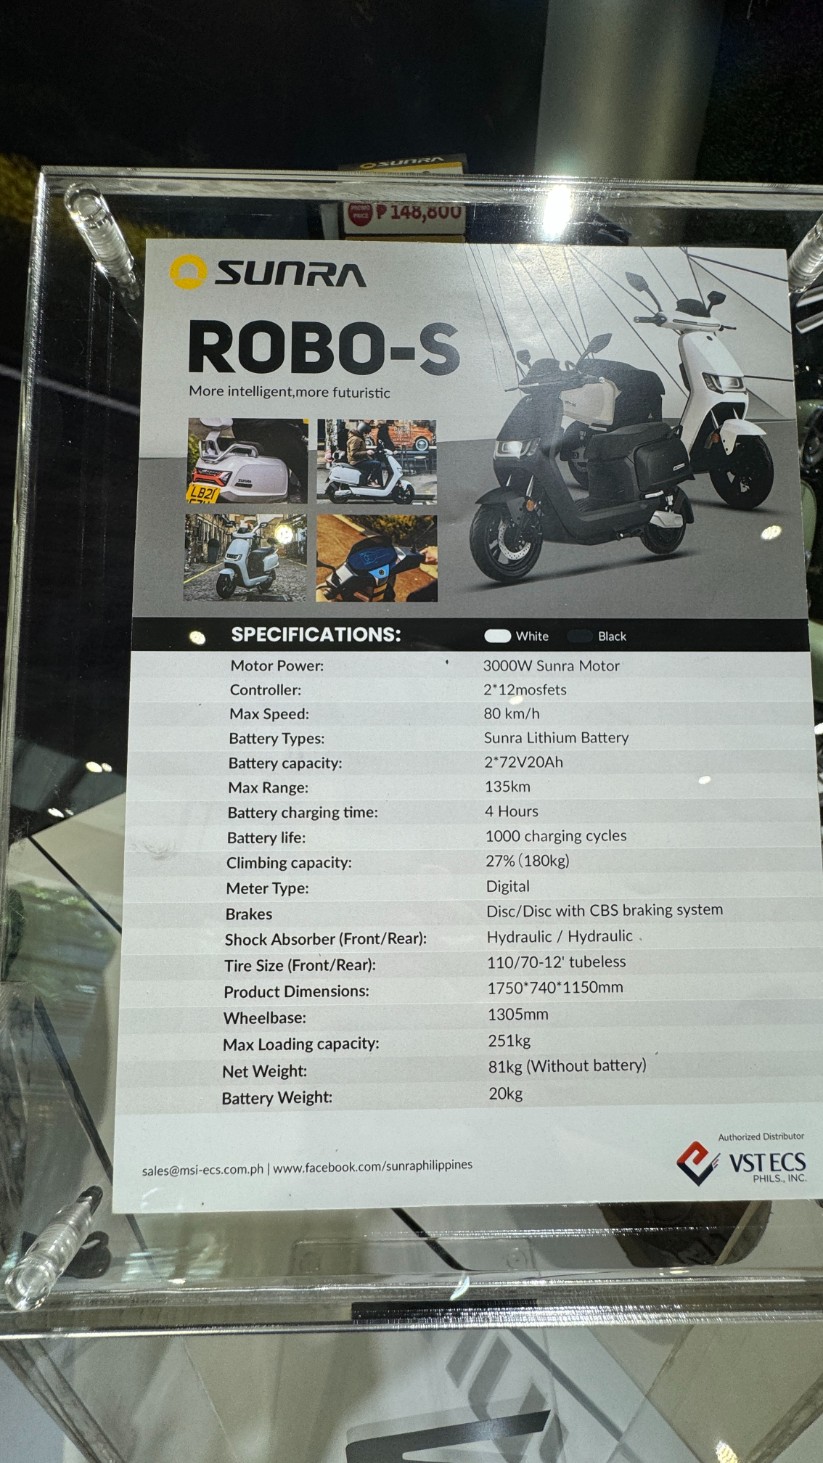 SUNRA
PROMO PRICE ₱ 148,800
SUNRA
ROBO-S
More intelligent,more futuristic
LB21
SPECIFICATIONS:
White
Black
Motor Power: 3000W Sunra Motor
Controller: 2*12mosfets
Max Speed: 80 km/h
Battery Types: Sunra Lithium Battery
Battery capacity: 2*72V20Ah
Max Range: 135km
Battery charging time: 4 Hours
Battery life: 1000 charging cycles
Climbing capacity: 27% (180kg)
Meter Type: Digital
Brakes Disc/Disc with CBS braking system
Shock Absorber (Front/Rear): Hydraulic / Hydraulic
Tire Size (Front/Rear): 110/70-12' tubeless
Product Dimensions: 1750*740*1150mm
Wheelbase: 1305mm
Max Loading capacity: 251kg
Net Weight: 81kg (Without battery)
Battery Weight: 20kg
Authorized Distributor
VST ECS
PHILS., INC.
sales@msi-ecs.com.ph | www.facebook.com/sunraphilippines